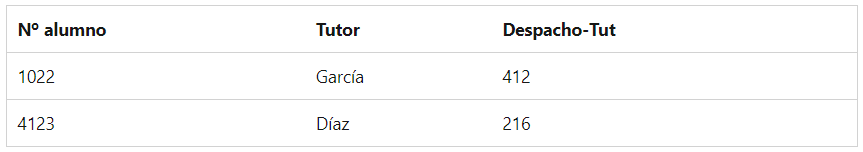 Nº alumno Tutor Despacho-Tut
1022 García 412
4123 Díaz 216